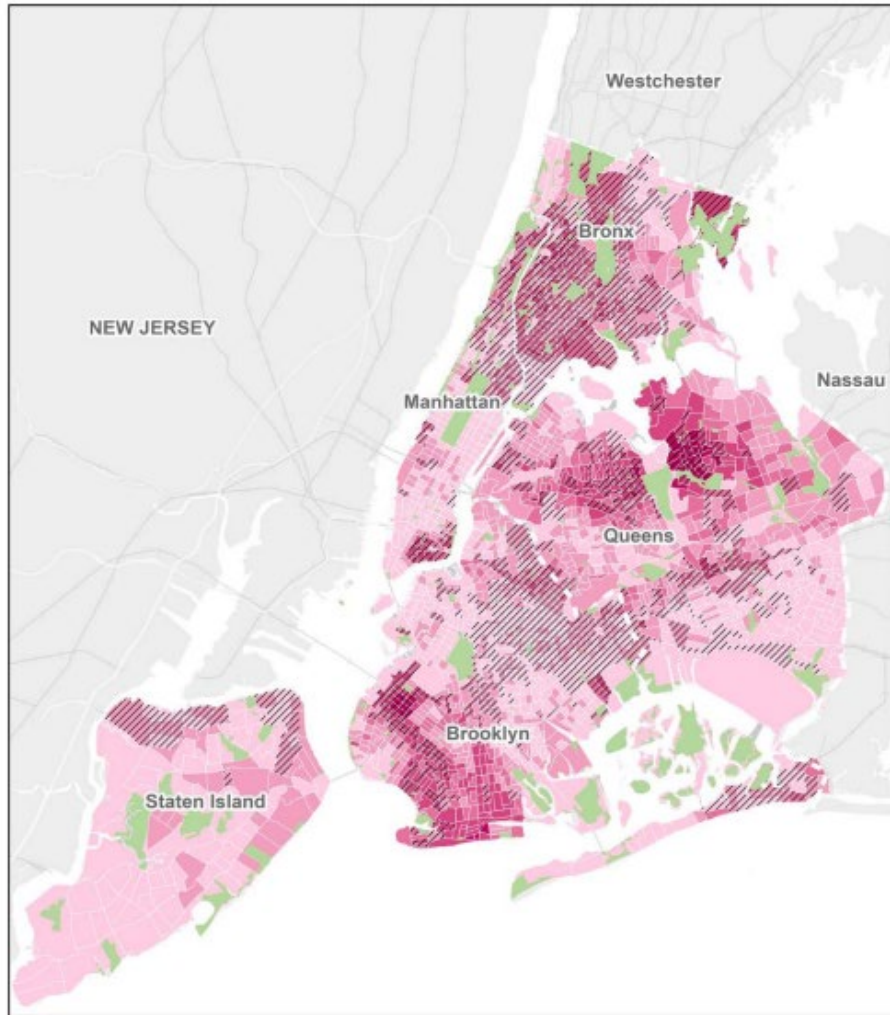 Westchester
Bronx
NEW JERSEY
Nassau
Manhattan
Queens
Brooklyn
Staten Island